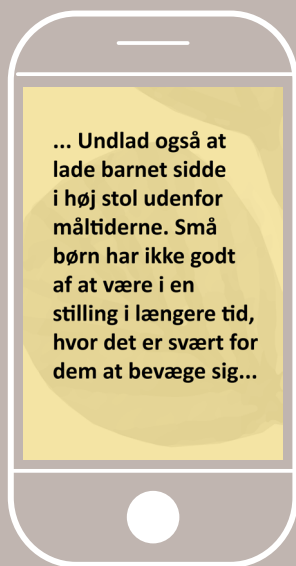 ... Undlad også at
lade barnet sidde
i høj stol udenfor
måltiderne. Små
børn har ikke godt
af at være i en
stilling i længere tid,
hvor det er svært for
dem at bevæge sig...